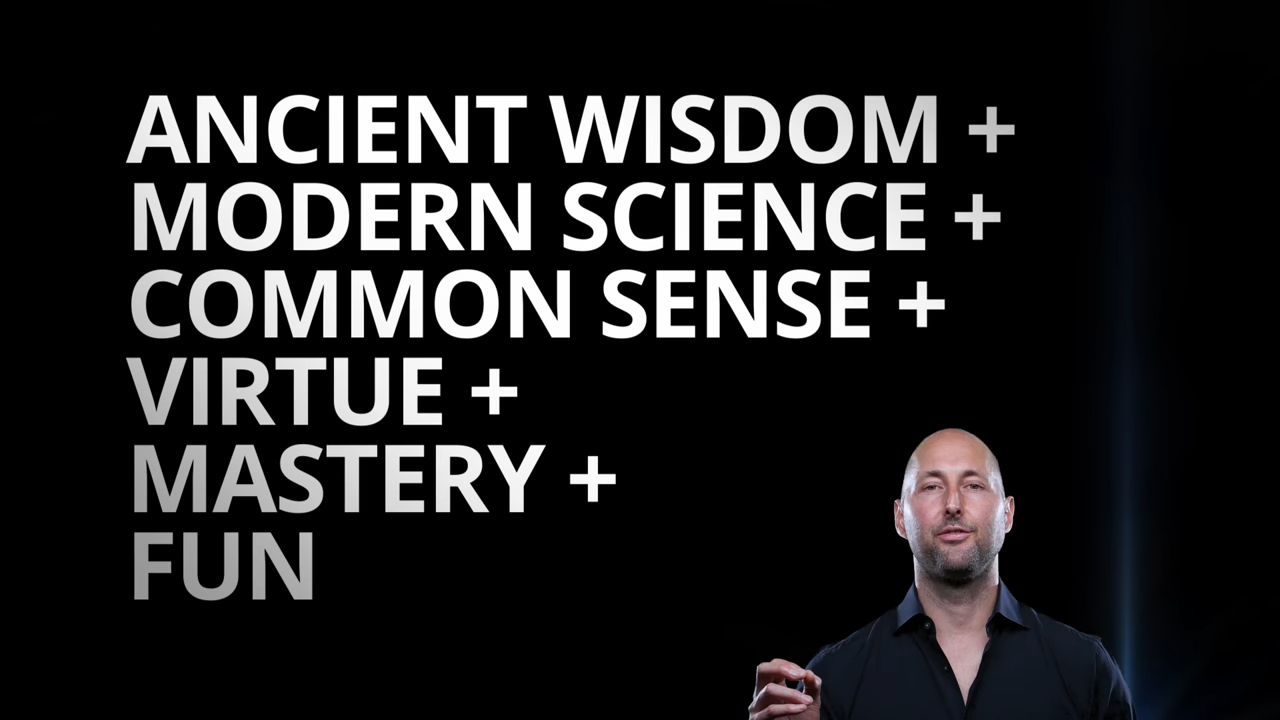 ANCIENT WISDOM +
MODERN SCIENCE +
COMMON SENSE +
VIRTUE +
MASTERY +
FUN